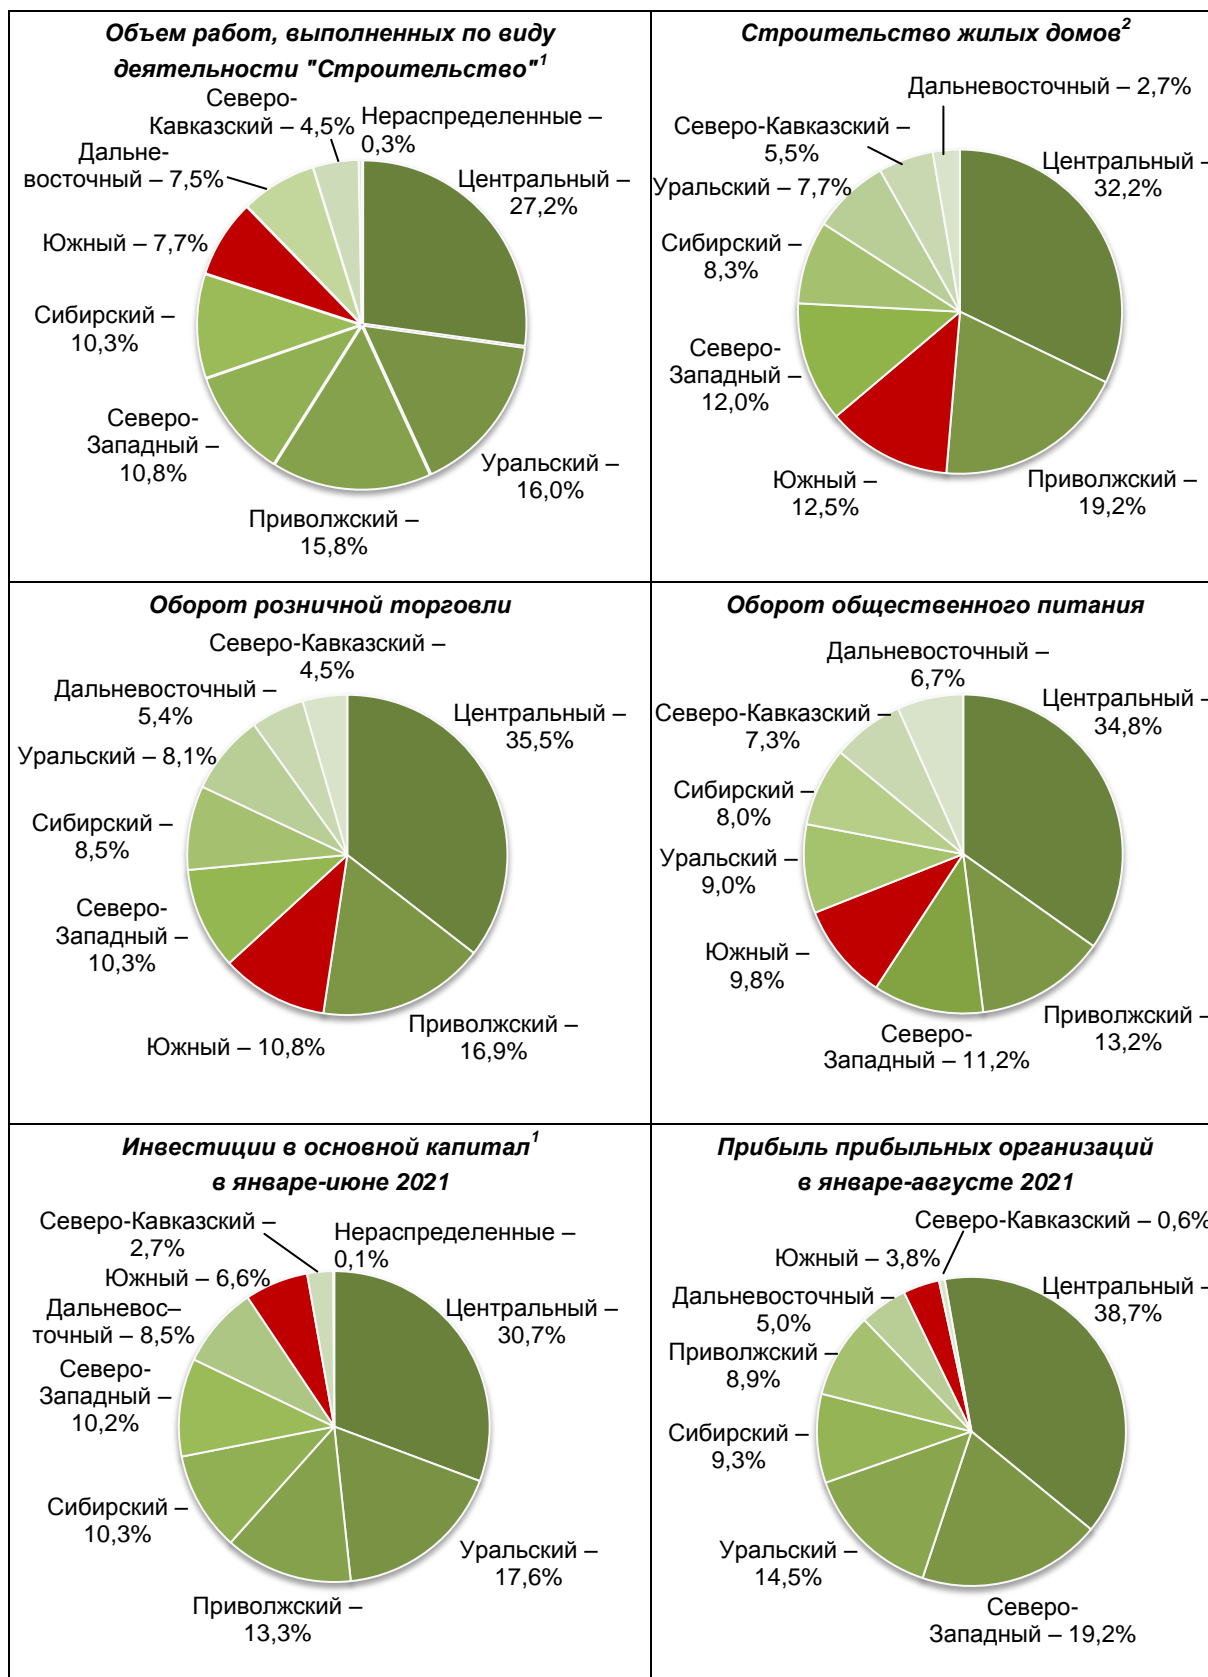 Объем работ, выполненных по виду
деятельности "Строительство"1
Северо-
Кавказский – 4,5%
Нераспределенные –
0,3%
Дальне-
восточный – 7,5%
Центральный –
27,2%
Южный – 7,7%
Сибирский –
10,3%
Северо-
Западный –
10,8%
Уральский –
16,0%
Приволжский –
15,8%
Строительство жилых домов2
Дальневосточный – 2,7%
Северо-Кавказский –
5,5%
Центральный –
32,2%
Уральский – 7,7%
Сибирский –
8,3%
Северо-
Западный –
12,0%
Южный –
12,5%
Приволжский –
19,2%
Оборот розничной торговли
Северо-Кавказский –
4,5%
Дальневосточный –
5,4%
Центральный –
35,5%
Уральский – 8,1%
Сибирский –
8,5%
Северо-
Западный –
10,3%
Южный – 10,8%
Приволжский –
16,9%
Оборот общественного питания
Дальневосточный –
6,7%
Северо-Кавказский –
7,3%
Центральный –
34,8%
Сибирский –
8,0%
Уральский –
9,0%
Южный –
9,8%
Северо-
Западный – 11,2%
Приволжский –
13,2%
Инвестиции в основной капитал1
в январе-июне 2021
Северо-Кавказский –
2,7%
Нераспределенные –
0,1%
Южный – 6,6%
Дальневос–
точный – 8,5%
Центральный –
30,7%
Северо-
Западный –
10,2%
Сибирский –
10,3%
Уральский –
17,6%
Приволжский –
13,3%
Прибыль прибыльных организаций
в январе-августе 2021
Северо-Кавказский – 0,6%
Южный – 3,8%
Дальневосточный –
5,0%
Центральный –
38,7%
Приволжский –
8,9%
Сибирский –
9,3%
Уральский –
14,5%
Северо-
Западный – 19,2%